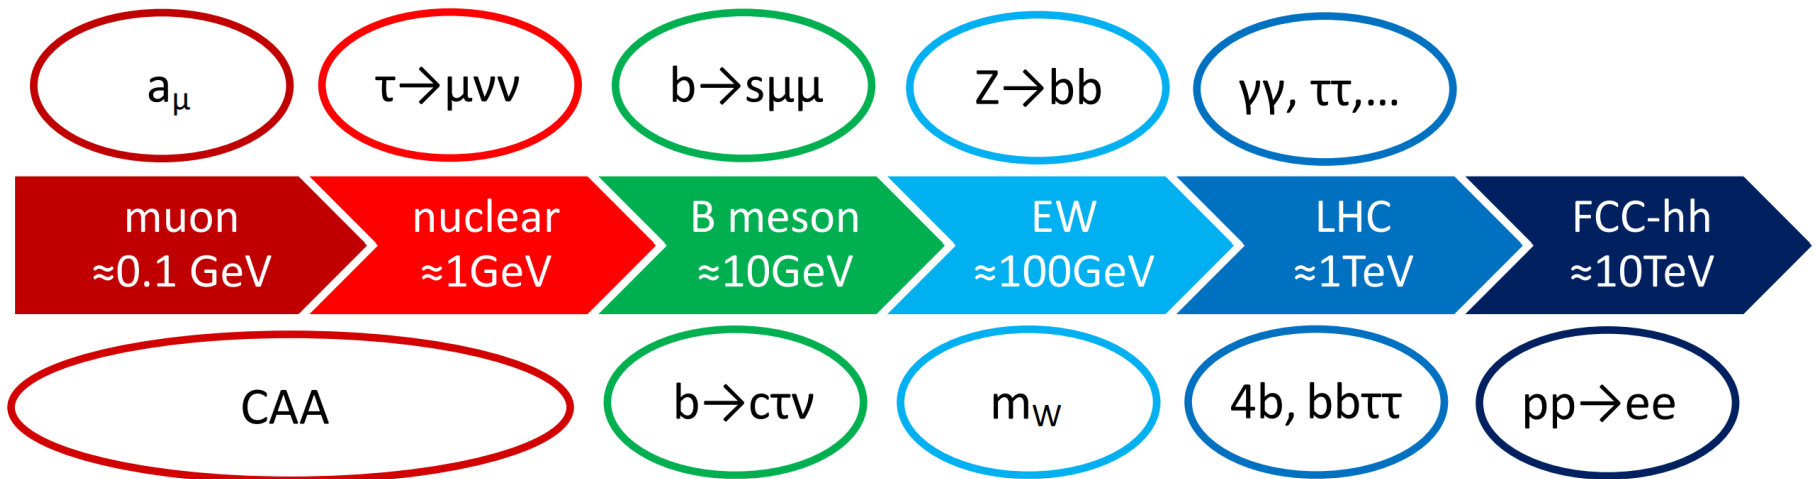 aμ
τ→μνν
b→sμμ
Z→bb
γγ, ττ,...
muon
≈0.1 GeV
nuclear
≈1GeV
B meson
≈10GeV
EW
≈100GeV
LHC
≈1TeV
FCC-hh
≈10TeV
CAA
b→cτν
mW
4b, bbττ
pp→ee